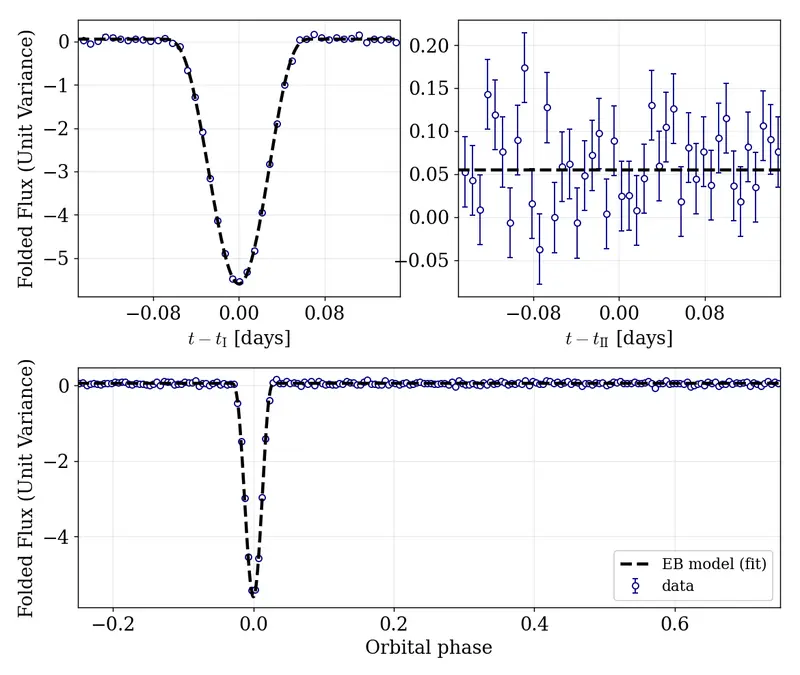 Folded Flux (Unit Variance)
0
−1
−2
−3
−4
−5
−0.08 0.00 0.08
t − tI [days]
0.20
0.15
0.10
0.05
0.00
−0.05
−0.08 0.00 0.08
t − tII [days]
Folded Flux (Unit Variance)
0
−2
−4
−0.2 0.0 0.2 0.4 0.6
Orbital phase
EB model (fit)
data